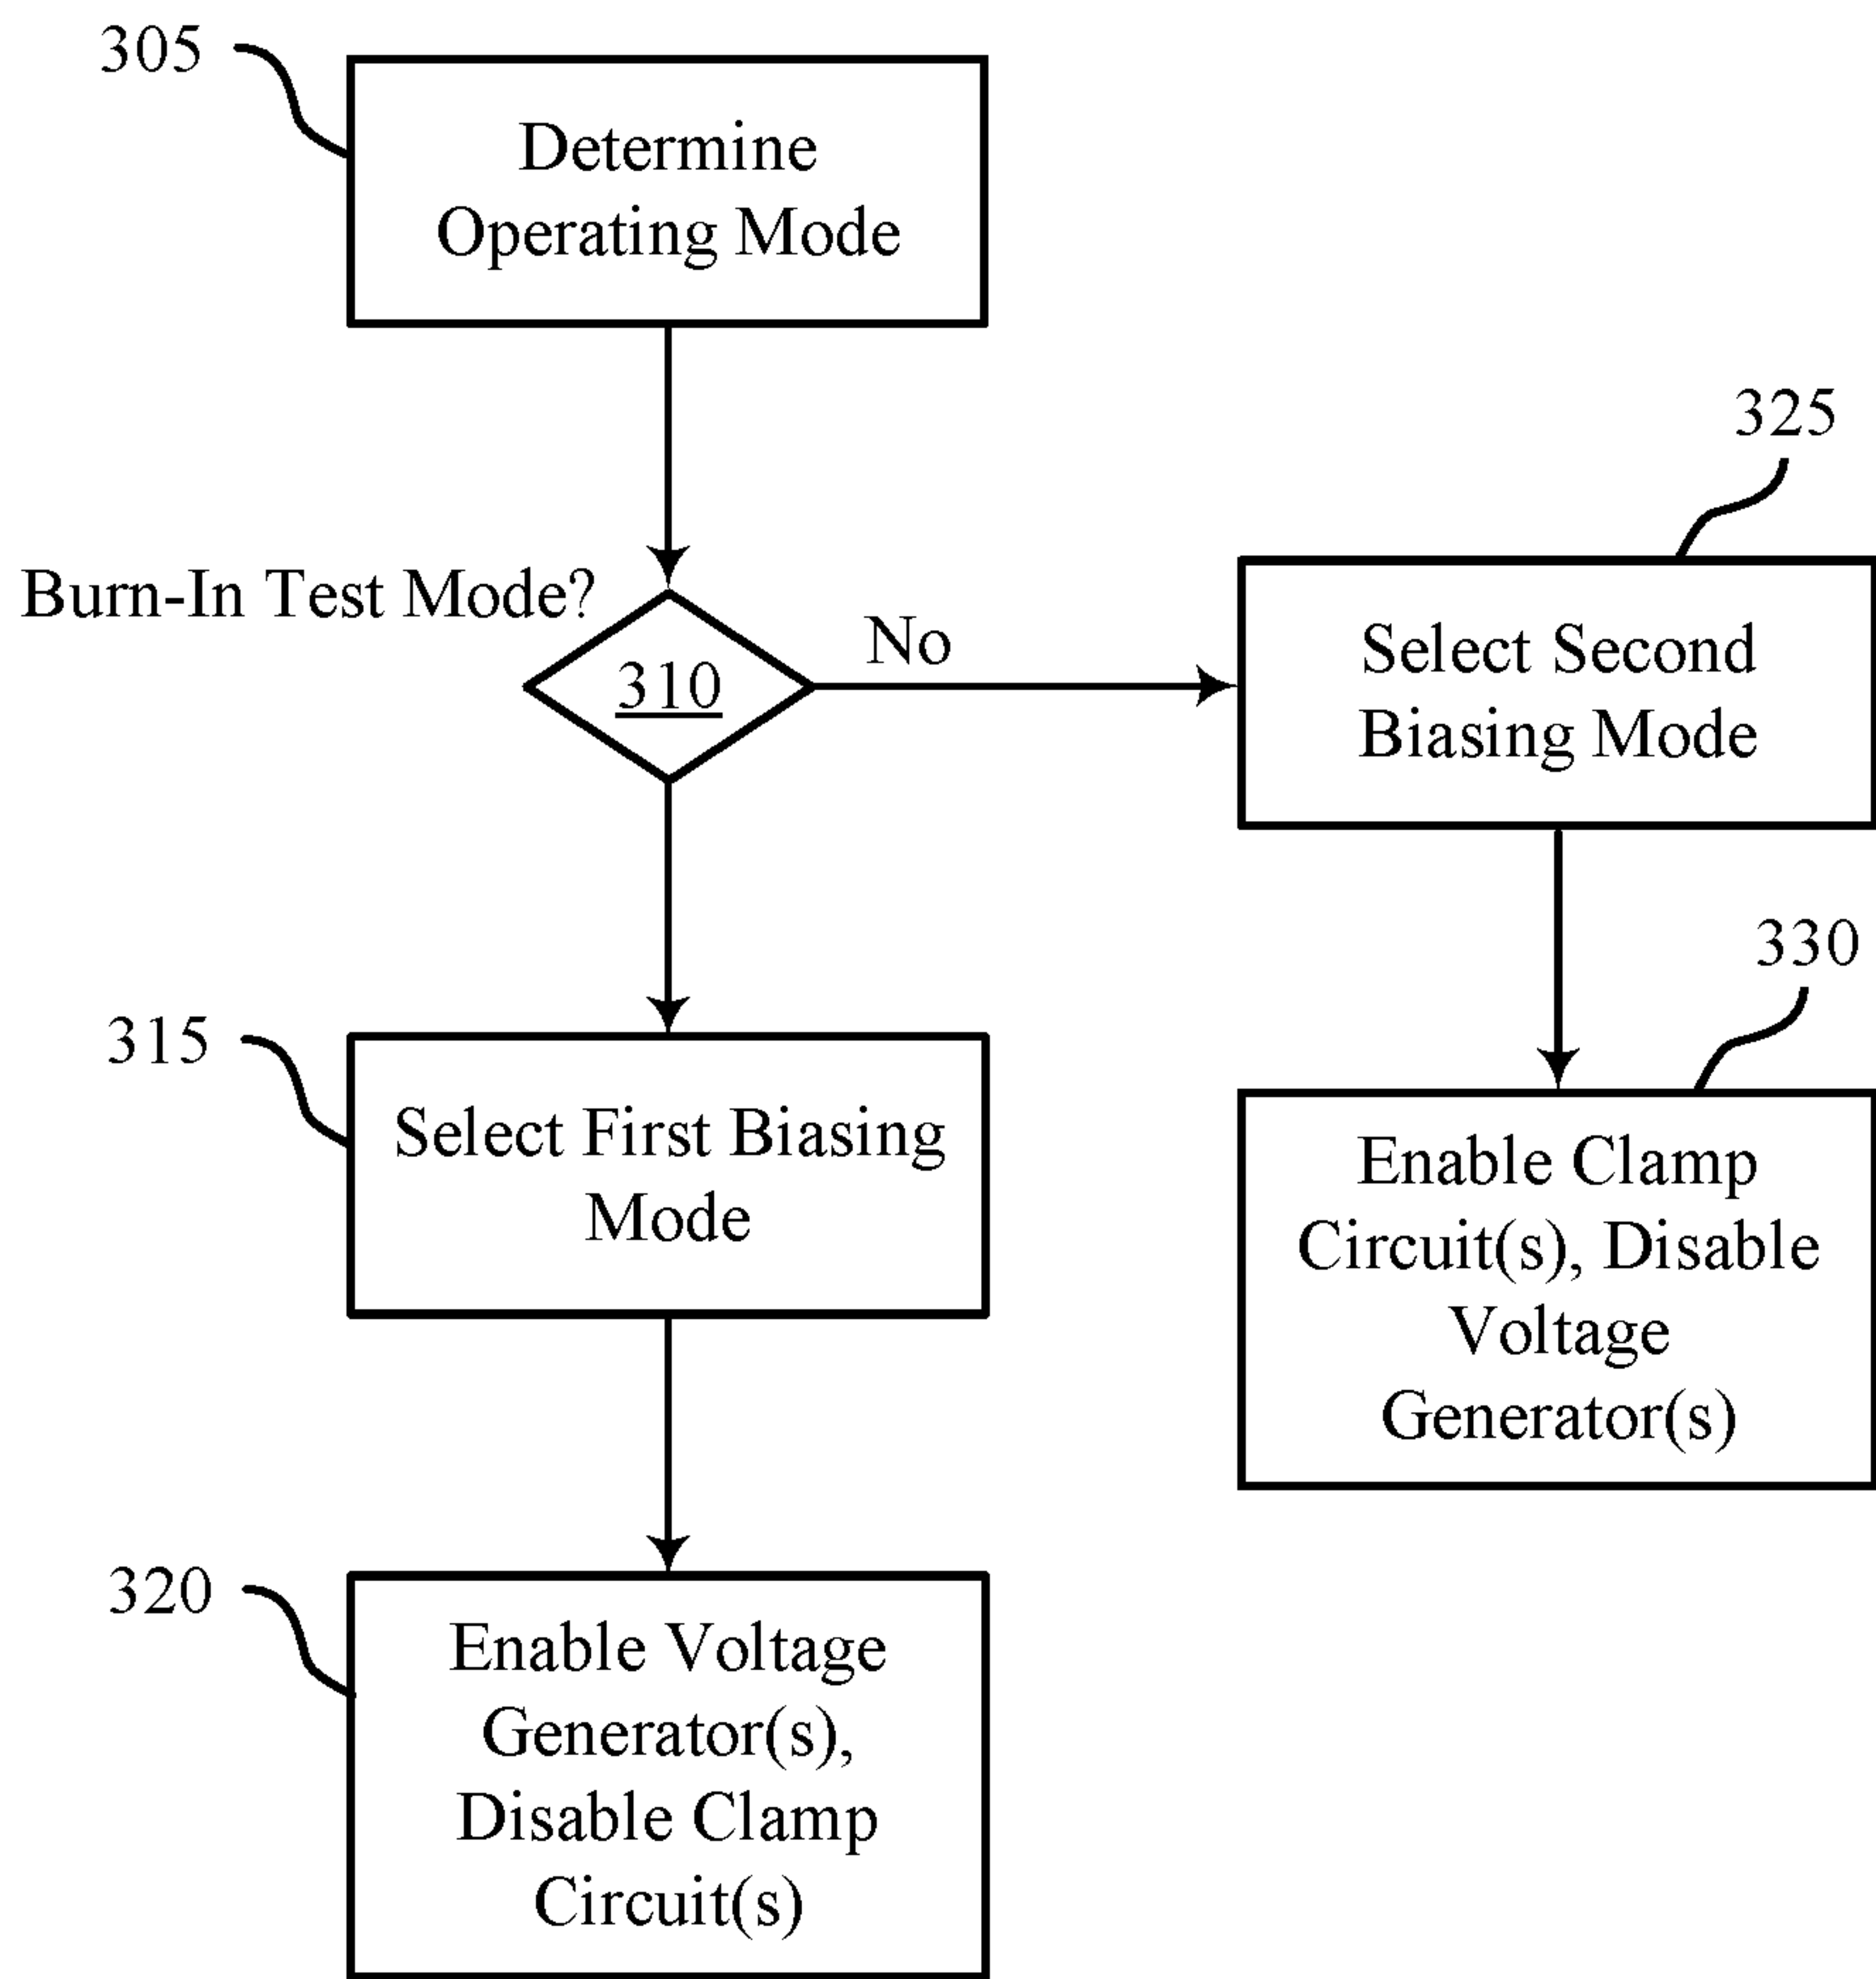 305
Determine
Operating Mode
Burn-In Test Mode?
310
No
325
Select Second
Biasing Mode
315
Select First Biasing
Mode
330
Enable Clamp
Circuit(s), Disable
Voltage
Generator(s)
320
Enable Voltage
Generator(s),
Disable Clamp
Circuit(s)